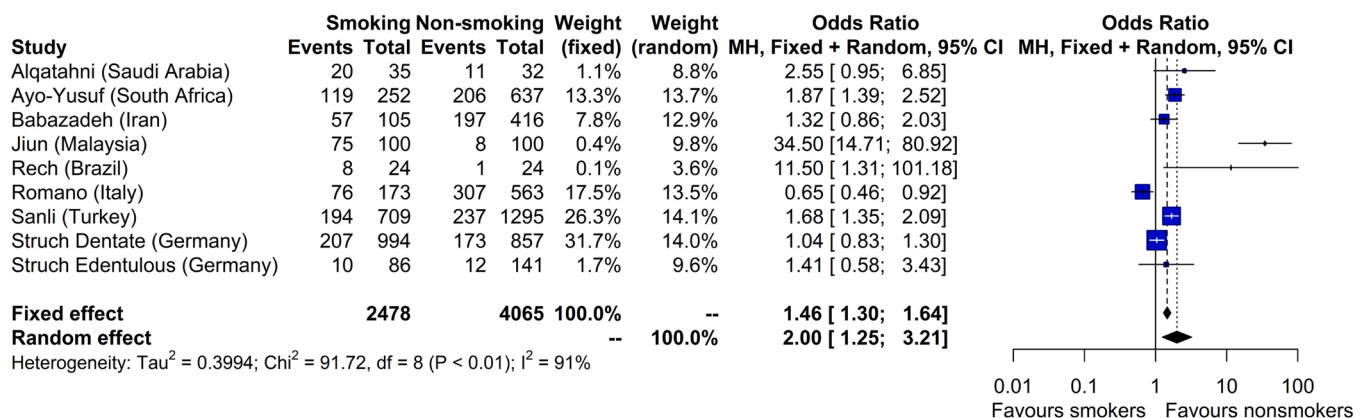 Smoking Non-smoking Weight Weight Odds Ratio Odds Ratio
Study Events Total Events Total (fixed) (random) MH, Fixed + Random, 95% CI MH, Fixed + Random, 95% CI
Alqatahni (Saudi Arabia) 20 35 11 32 1.1% 8.8% 2.55 [ 0.95; 6.85]
Ayo-Yusuf (South Africa) 119 252 206 637 13.3% 13.7% 1.87 [ 1.39; 2.52]
Babazadeh (Iran) 57 105 197 416 7.8% 12.9% 1.32 [ 0.86; 2.03]
Jiun (Malaysia) 75 100 8 100 0.4% 9.8% 34.50 [14.71; 80.92]
Rech (Brazil) 8 24 1 24 0.1% 3.6% 11.50 [ 1.31; 101.18]
Romano (Italy) 76 173 307 563 17.5% 13.5% 0.65 [ 0.46; 0.92]
Sanli (Turkey) 194 709 237 1295 26.3% 14.1% 1.68 [ 1.35; 2.09]
Struch Dentate (Germany) 207 994 173 857 31.7% 14.0% 1.04 [ 0.83; 1.30]
Struch Edentulous (Germany) 10 86 12 141 1.7% 9.6% 1.41 [ 0.58; 3.43]
Fixed effect 2478 4065 100.0% -- 1.46 [ 1.30; 1.64]
Random effect -- 100.0% 2.00 [ 1.25; 3.21]
Heterogeneity: Tau² = 0.3994; Chi² = 91.72, df = 8 (P < 0.01); I² = 91%
0.01 0.1 1 10 100
Favours smokers Favours nonsmokers